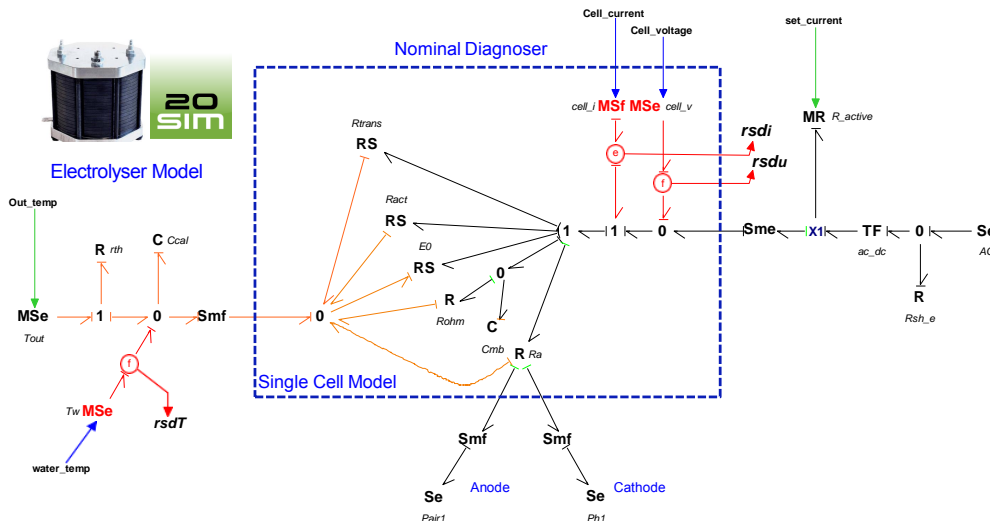 Cell_current
Cell_voltage
set_current
Nominal Diagnoser
20
SIM
cell_i MSf MSe cell_v
MR R_active
rsdi
Rtrans
RS
e
rsdu
Electrolyser Model
f
Out_temp
Ract
RS
E0
R rth
C Ccal
1 1 0 Sme X1 TF 0 Se
ac_dc AC
RS
0
MSe 1 0 Smf 0
R
R
Tout
Rohm
C
Rsh_e
Cmb
R Ra
f
Single Cell Model
Tw MSe
rsdT
Smf Smf
water_temp
Se Anode Se Cathode
Pair1 Ph1